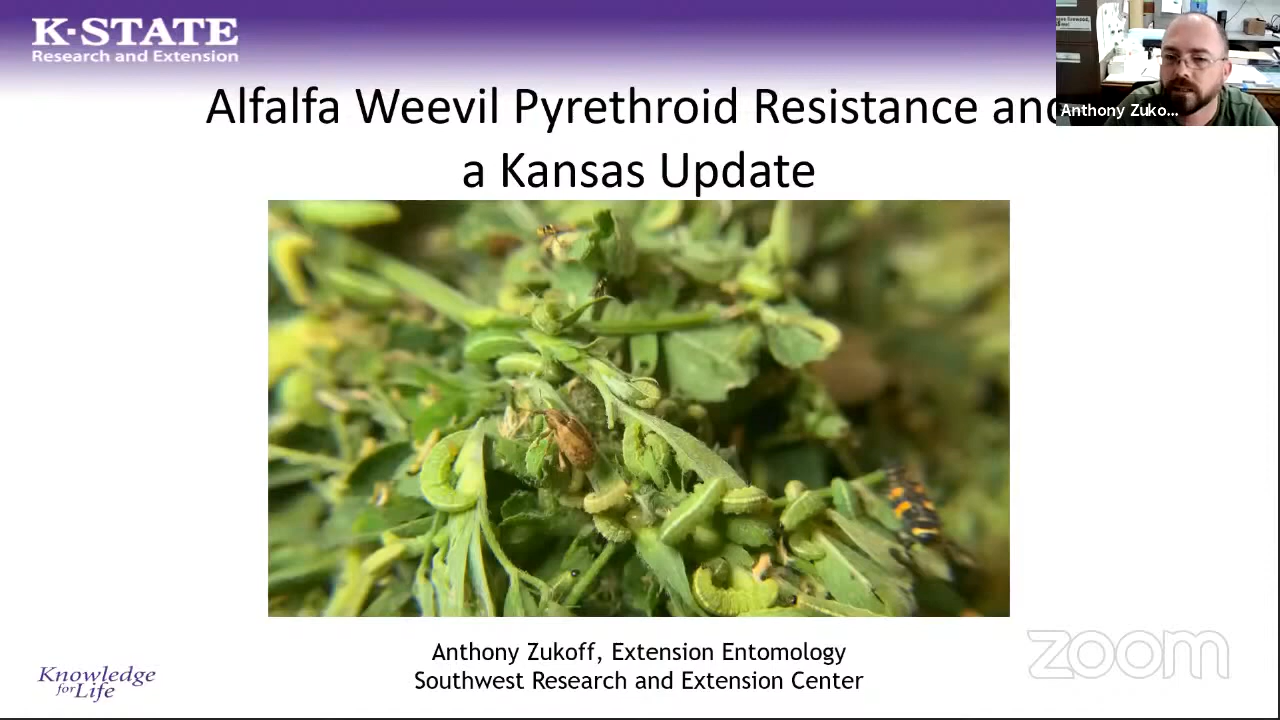 K-STATE
Research and Extension
Alfalfa Weevil Pyrethroid Resistance and
a Kansas Update
Anthony Zuko...
Anthony Zukoff, Extension Entomology
Southwest Research and Extension Center
Knowledge
for Life
zoom